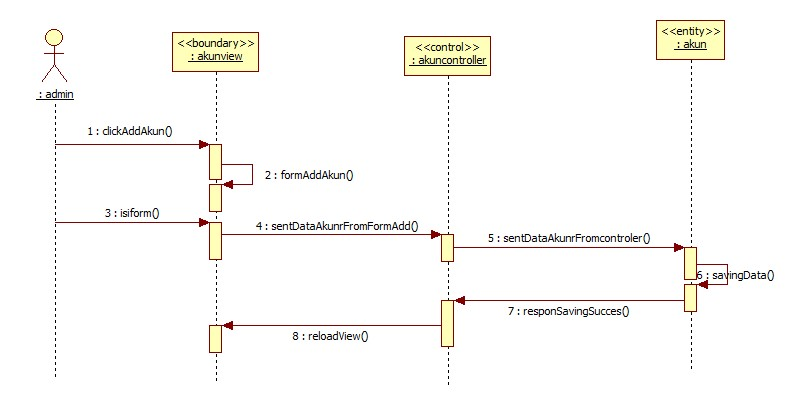 <<boundary>>
: akunview
<<control>>
: akuncontroller
<<entity>>
: akun
: admin
1 : clickAddAkun()
2 : formAddAkun()
3 : isiform()
4 : sentDataAkunrFromFormAdd()
5 : sentDataAkunrFromcontroler()
6 : savingData()
7 : responSavingSucces()
8 : reloadView()